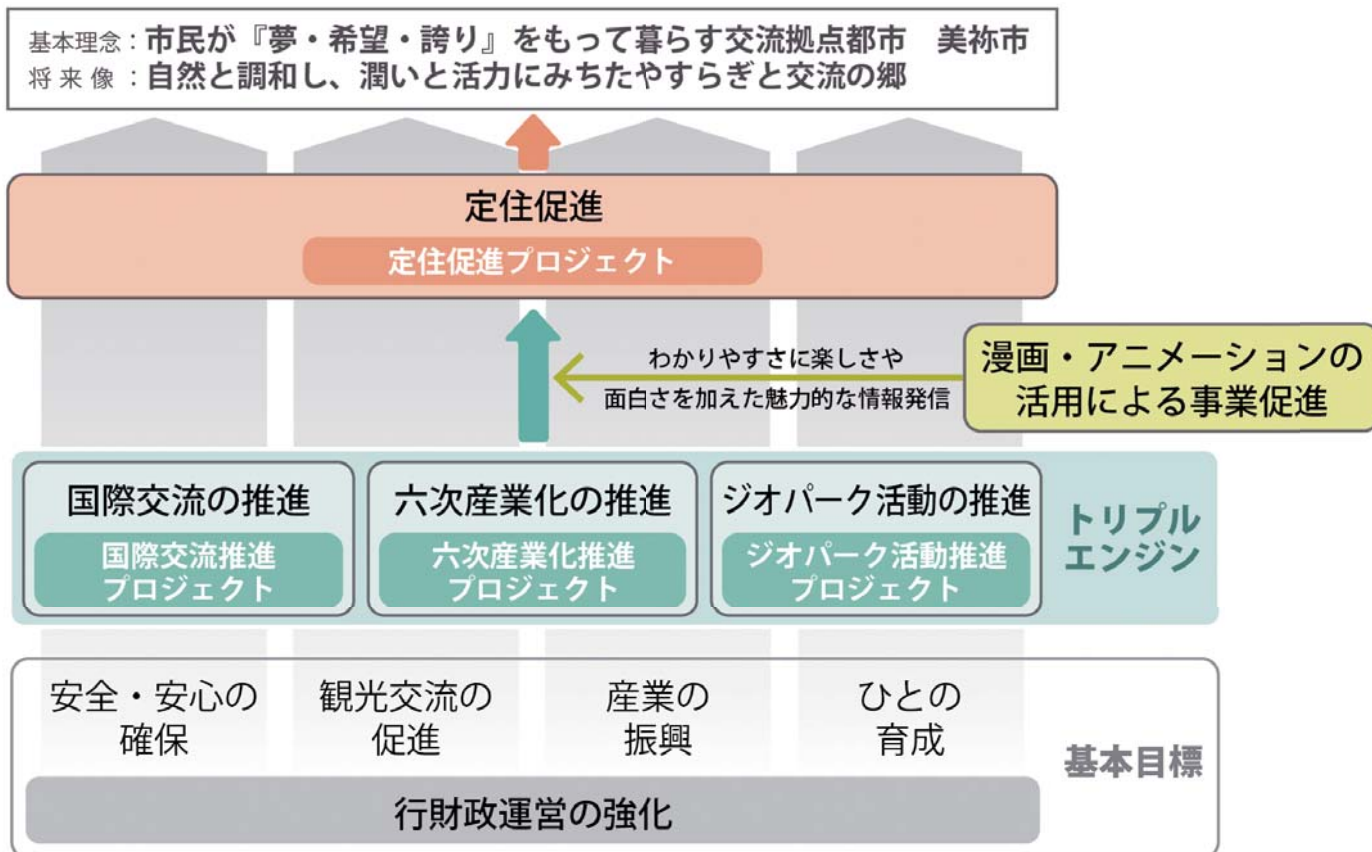 基本理念：市民が『夢・希望・誇り』をもって暮らす交流拠点都市　美祢市
将来像：自然と調和し、潤いと活力にみちたやすらぎと交流の郷
定住促進
定住促進プロジェクト
わかりやすさに楽しさや
面白さを加えた魅力的な情報発信
漫画・アニメーションの
活用による事業促進
国際交流の推進
国際交流推進
プロジェクト
六次産業化の推進
六次産業化推進
プロジェクト
ジオパーク活動の推進
ジオパーク活動推進
プロジェクト
トリプル
エンジン
安全・安心の
確保
観光交流の
促進
産業の
振興
ひとの
育成
基本目標
行財政運営の強化